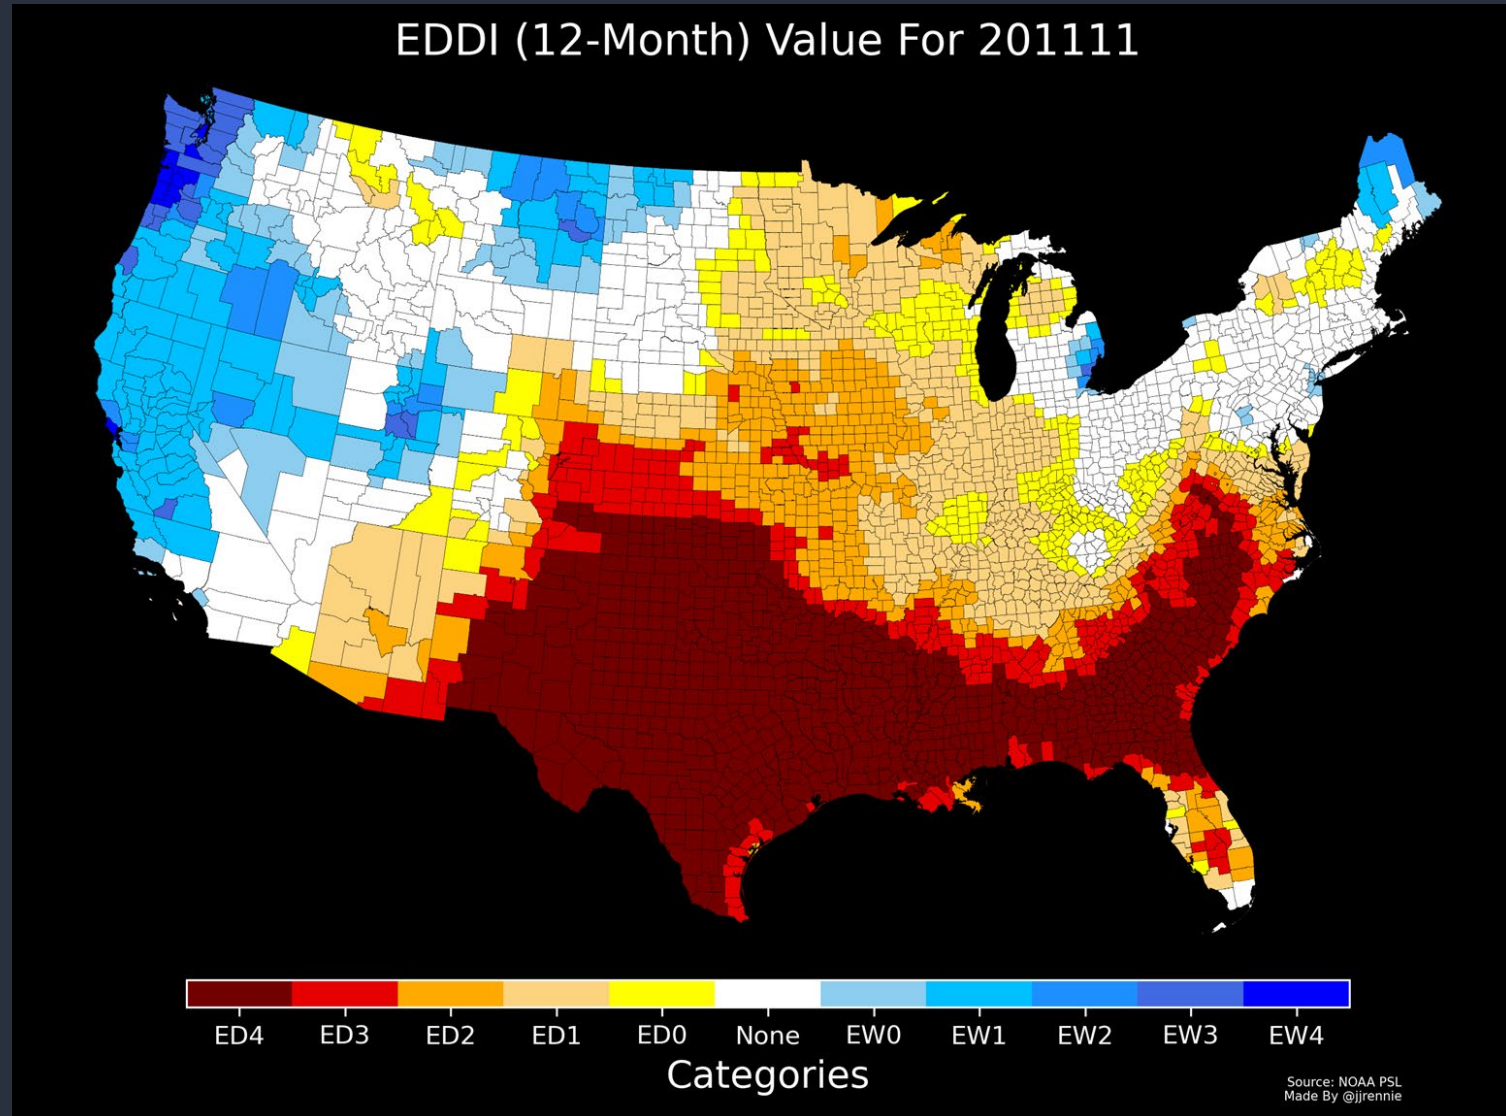 EDDI (12-Month) Value For 201111
ED4 ED3 ED2 ED1 ED0 None EW0 EW1 EW2 EW3 EW4
Categories
Source: NOAA PSL
Made By @jjrennie